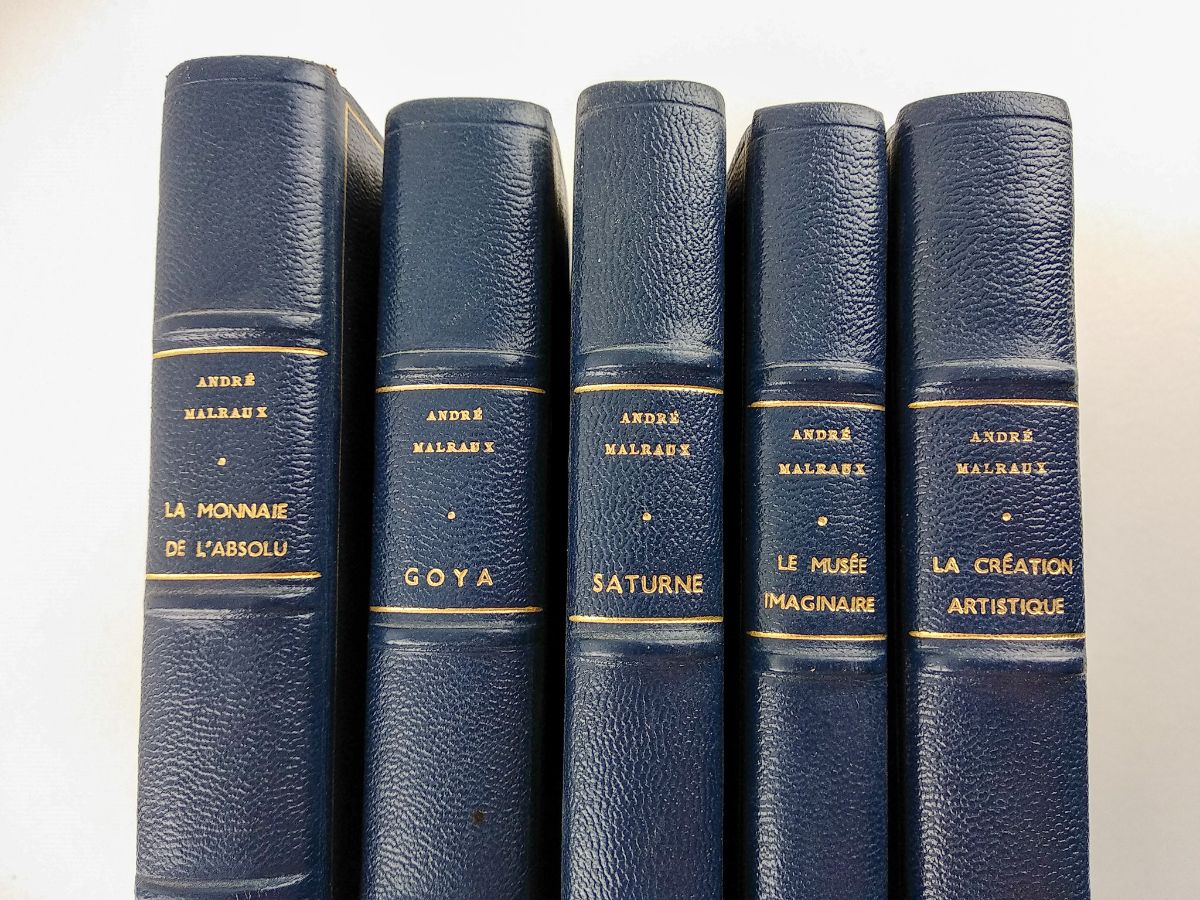 ANDRÉ
MALRAUX
LA MONNAIE
DE L'ABSOLU
ANDRÉ
MALRAUX
GOYA
ANDRÉ
MALRAUX
SATURNE
ANDRÉ
MALRAUX
LE MUSÉE
IMAGINAIRE
ANDRÉ
MALRAUX
LA CRÉATION
ARTISTIQUE